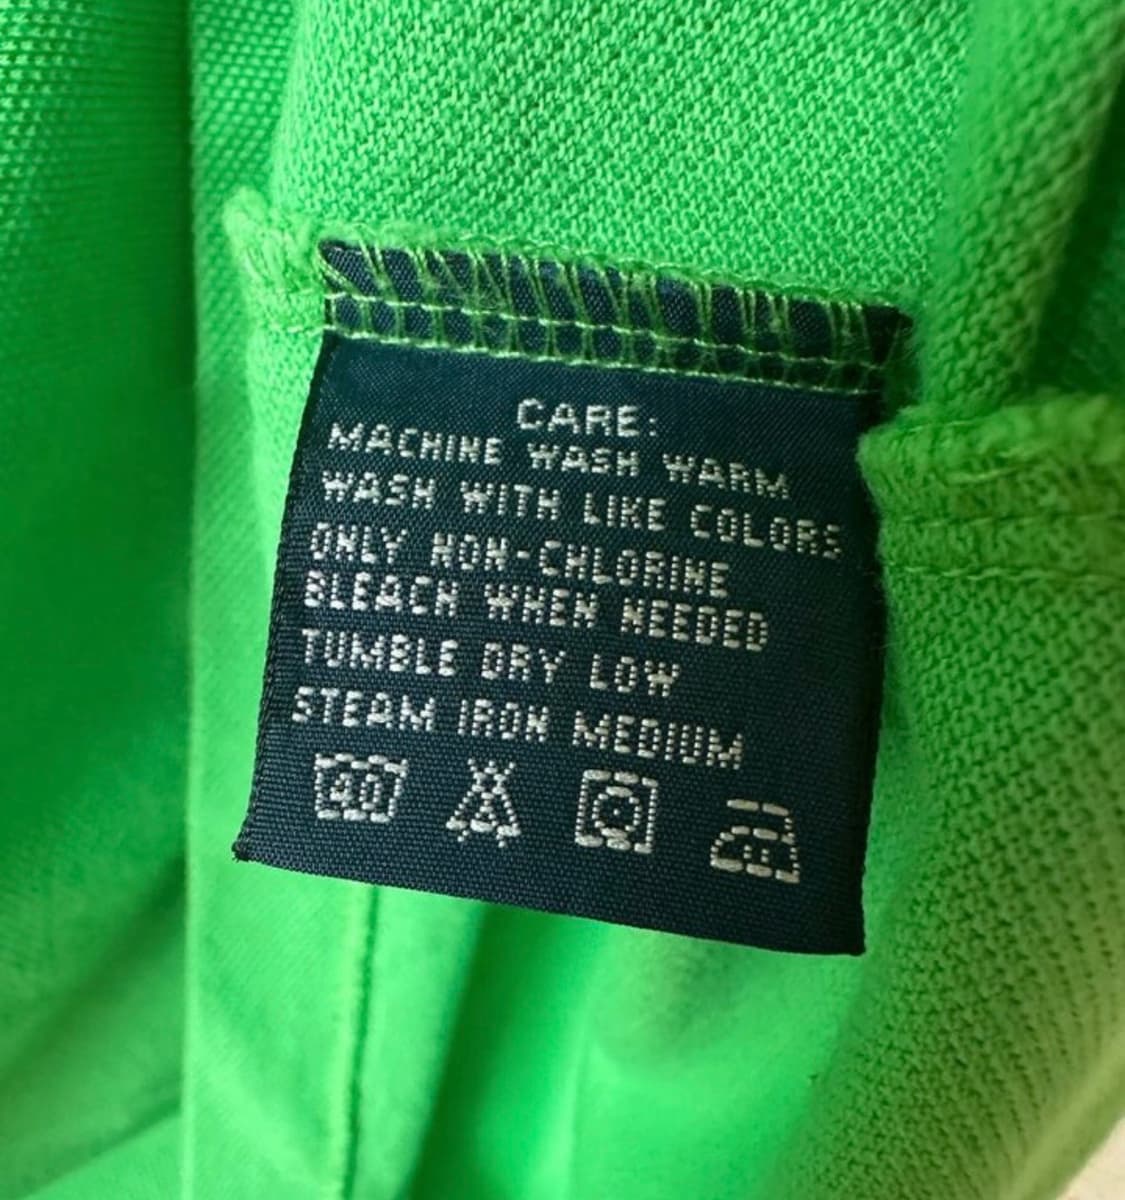 CARE:
MACHINE WASH WARM
WASH WITH LIKE COLORS
ONLY NON-CHLORINE
BLEACH WHEN NEEDED
TUMBLE DRY LOW
STEAM IRON MEDIUM
40